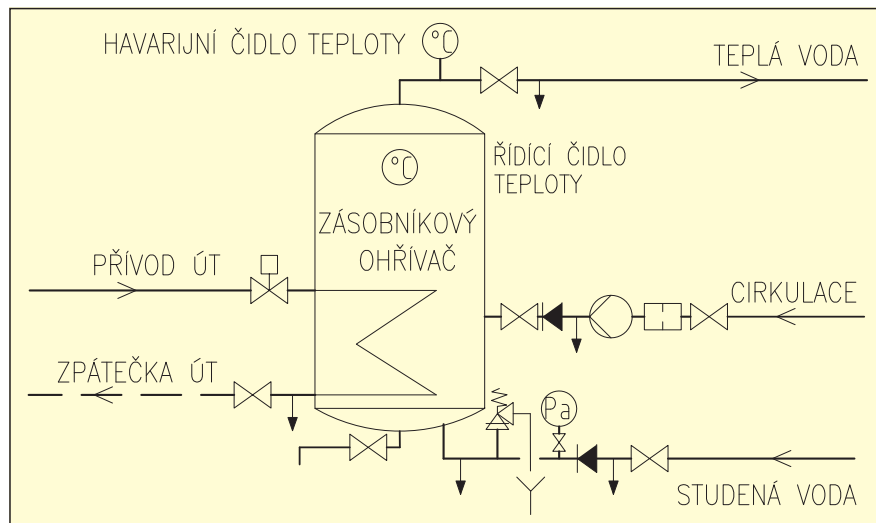 HAVARIJNÍ ČIDLO TEPLOTY
°C
TEPLÁ VODA
°C
ŘÍDÍCÍ ČIDLO
TEPLOTY
ZÁSOBNÍKOVÝ
OHŘÍVAČ
PŘÍVOD ÚT
CIRKULACE
ZPÁTEČKA ÚT
Pa
STUDENÁ VODA